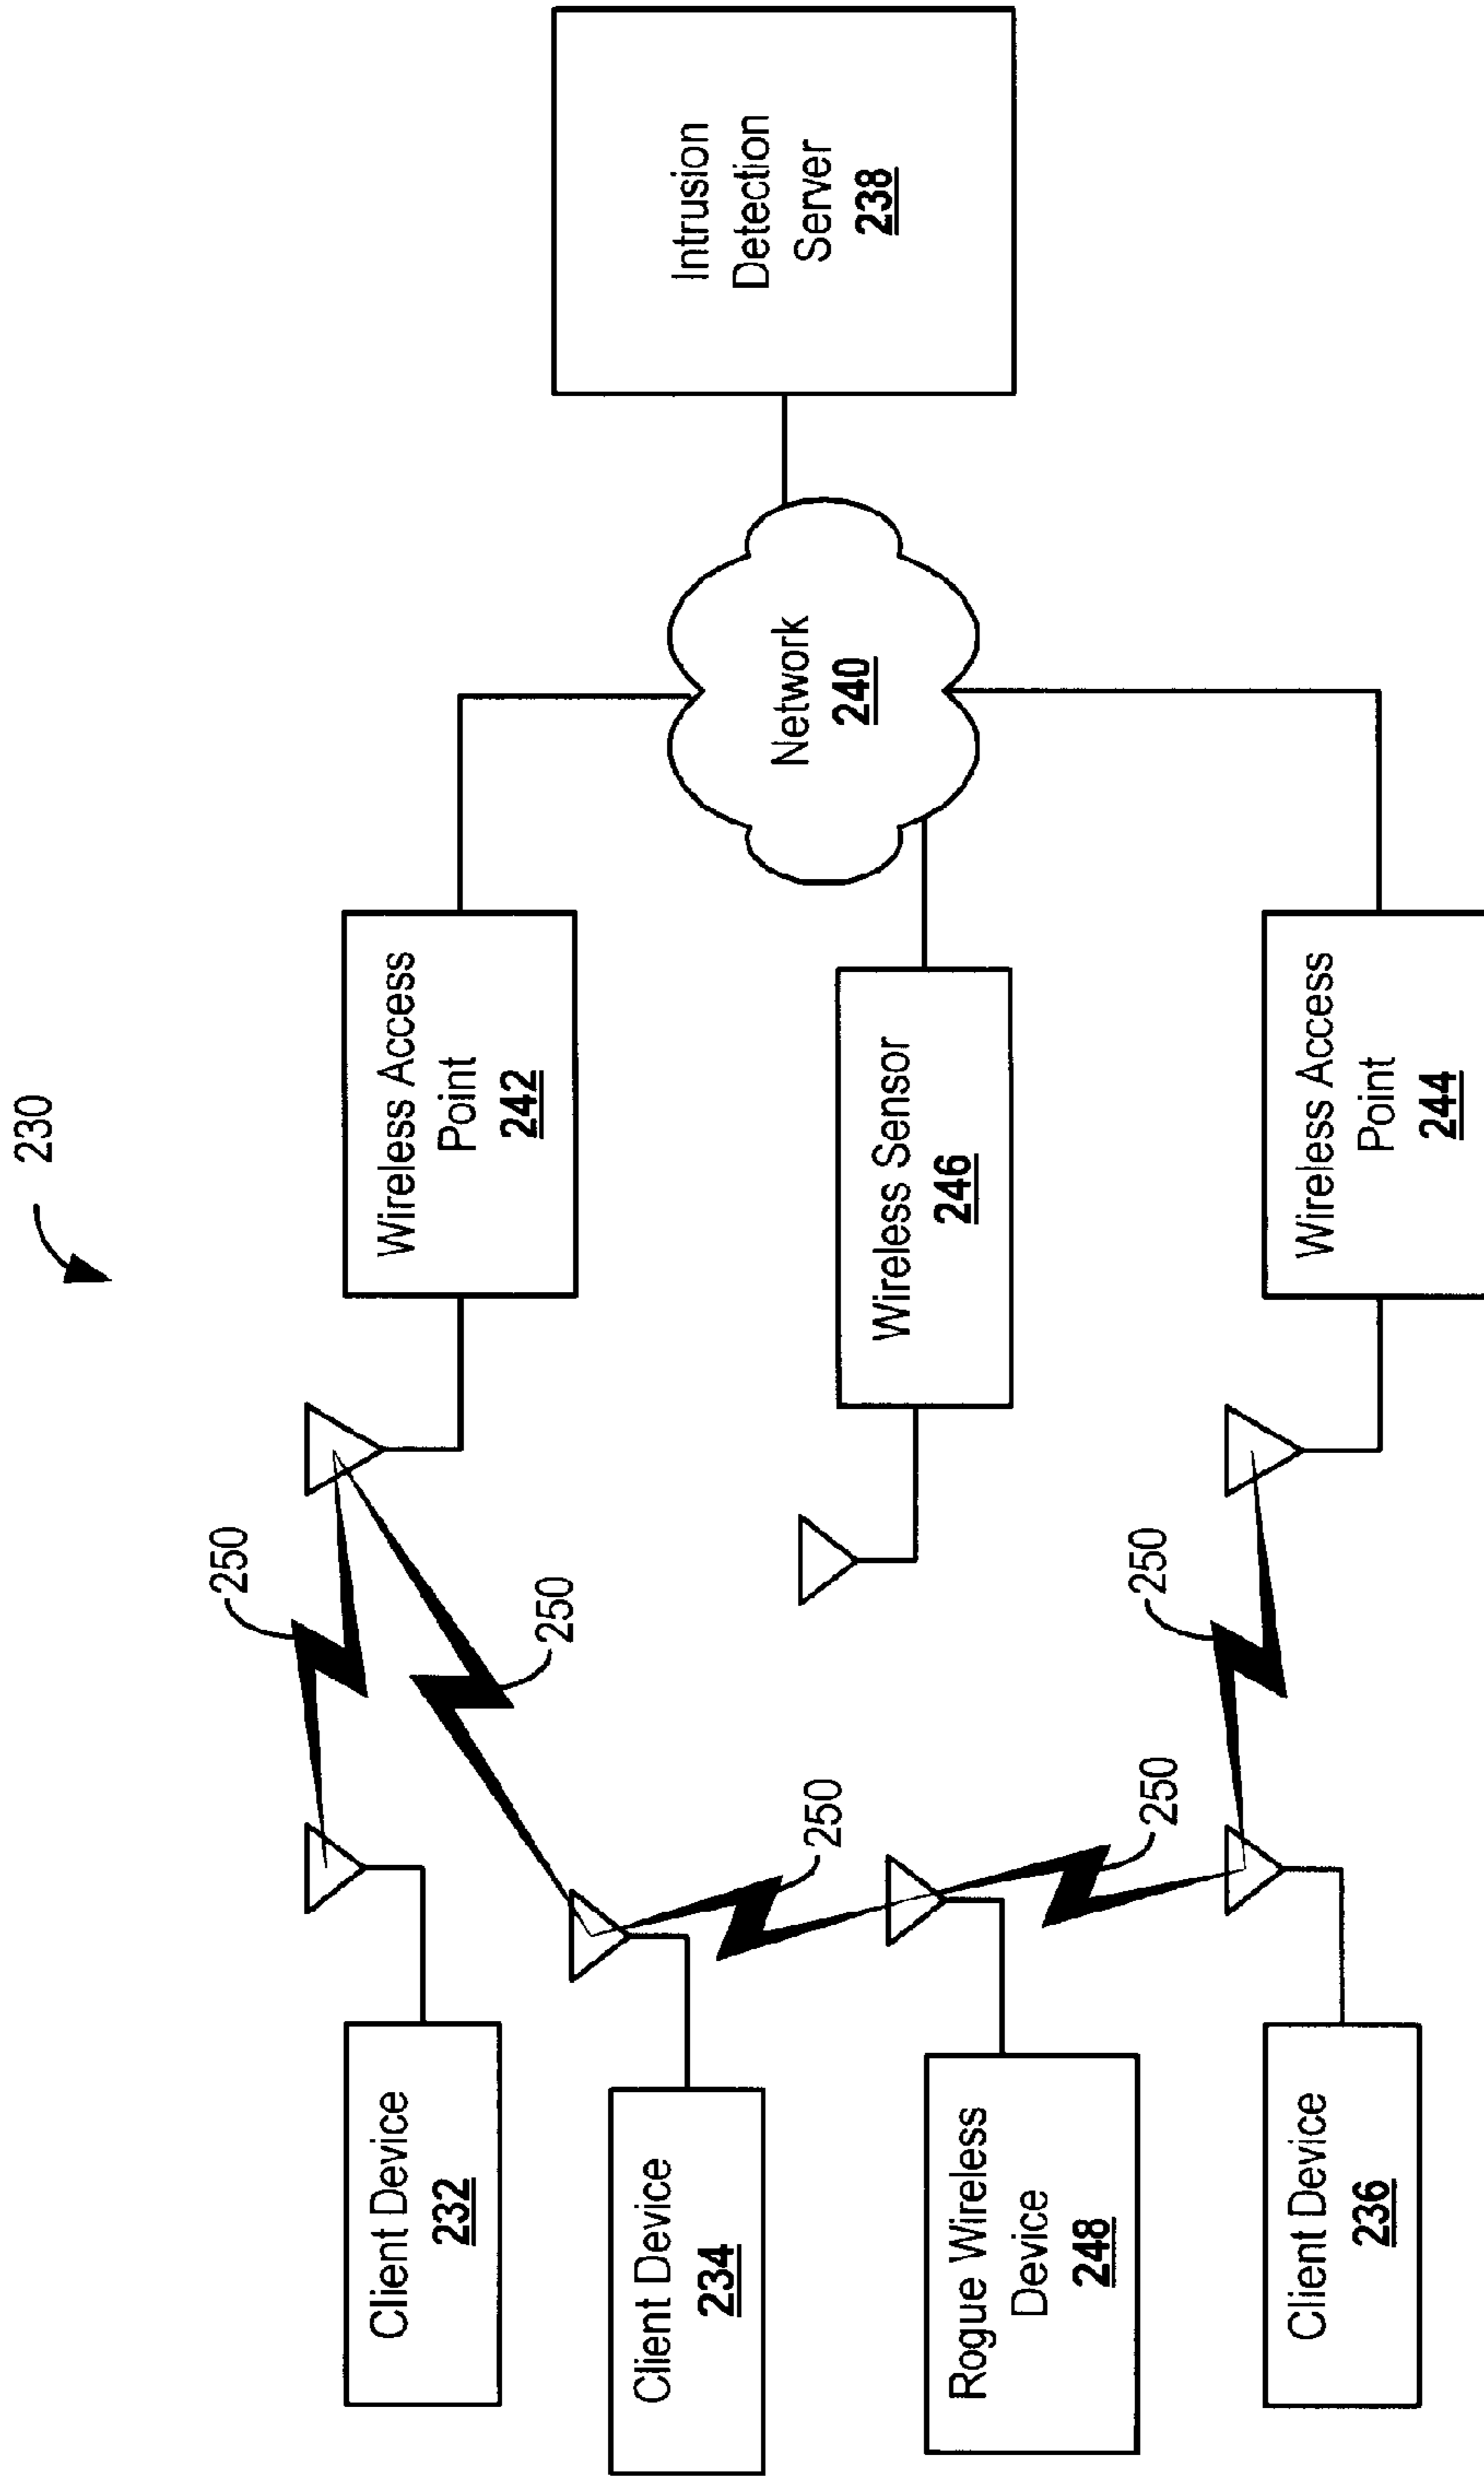 230
Client Device
232
Client Device
234
Rogue Wireless
Device
248
Client Device
236
250
250
250
250
250
Wireless Access
Point
242
Wireless Sensor
246
Wireless Access
Point
244
Network
240
Intrusion
Detection
Server
238